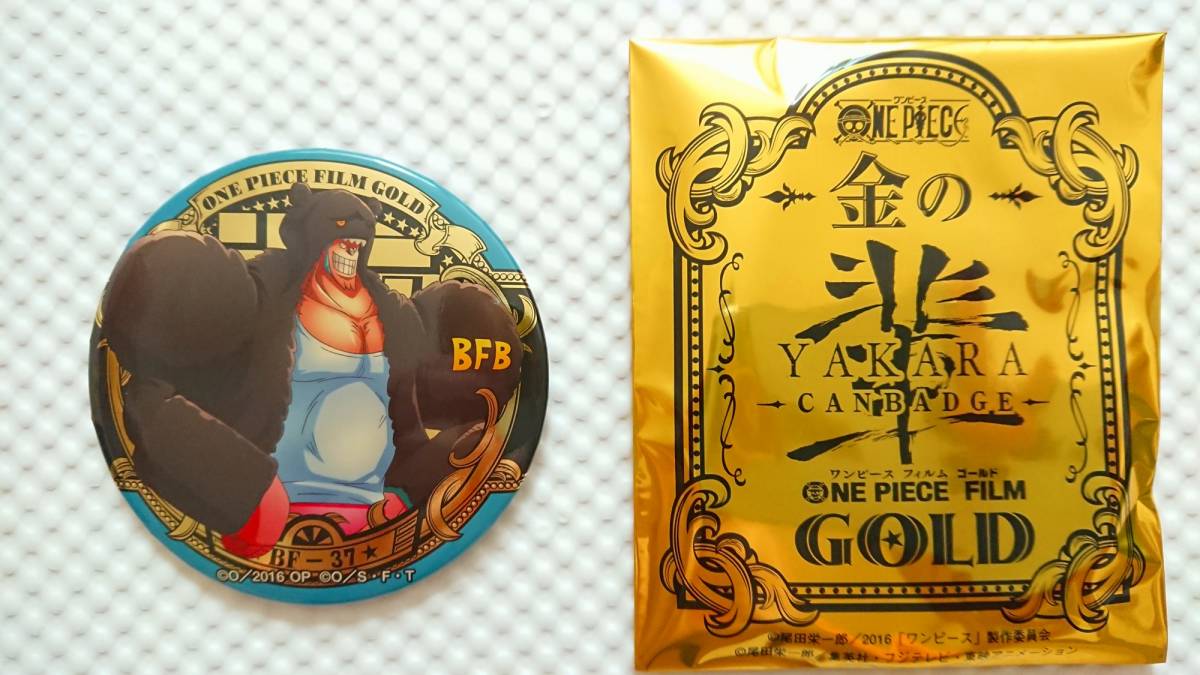 ONE PIECE FILM GOLD
BFB
BF-37★
©O/2016 OP ©O/S・F・T
ワンピース
ONE PIECE
金の
輩
YAKARA
CANBADGE
ワンピース フィルム ゴールド
ONE PIECE FILM
GOLD
©尾田栄一郎/2016「ワンピース」製作委員会
©尾田栄一郎/集英社・フジテレビ・東映アニメーション